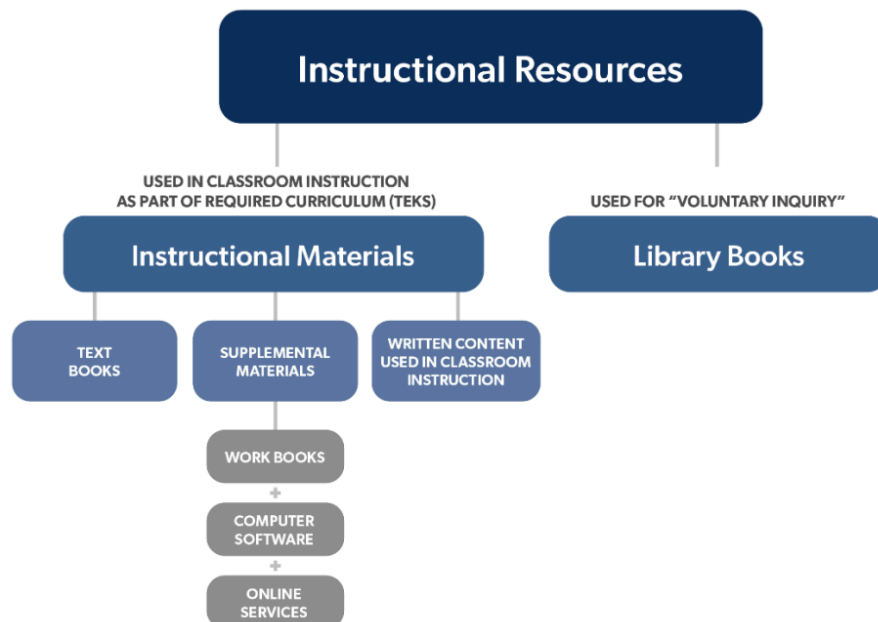 Instructional Resources
USED IN CLASSROOM INSTRUCTION
AS PART OF REQUIRED CURRICULUM (TEKS)
USED FOR “VOLUNTARY INQUIRY”
Instructional Materials
Library Books
TEXT
BOOKS
SUPPLEMENTAL
MATERIALS
WRITTEN CONTENT
USED IN CLASSROOM
INSTRUCTION
WORK BOOKS
+
COMPUTER
SOFTWARE
+
ONLINE
SERVICES